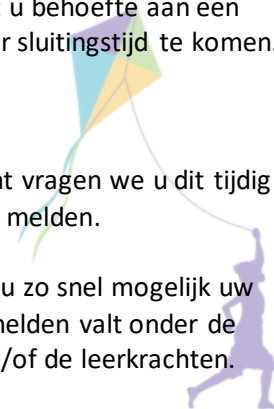 u behoefte aan een
r sluitingstijd te komen.
nt vragen we u dit tijdig
melden.
u zo snel mogelijk uw
nelden valt onder de
/of de leerkrachten.